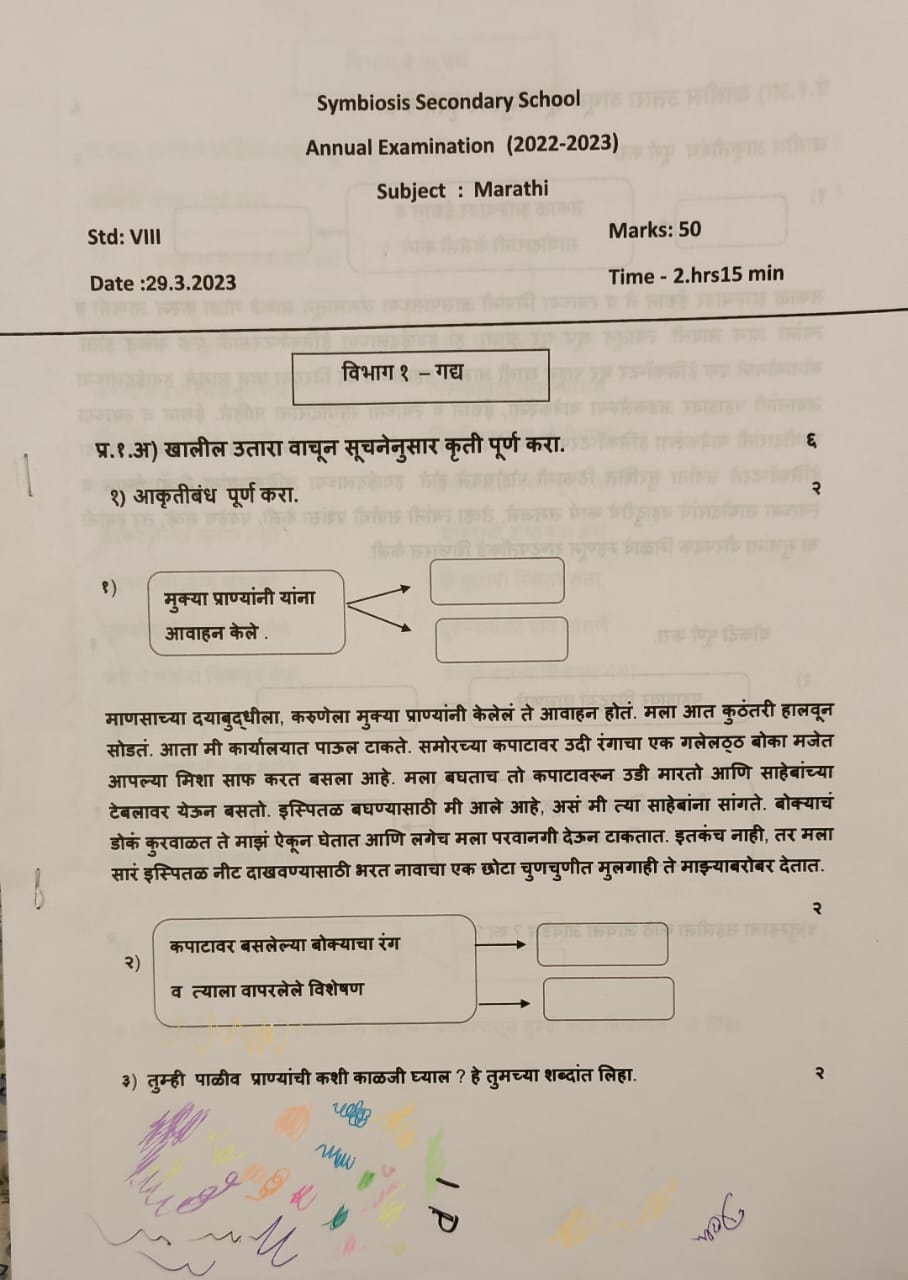 Symbiosis Secondary School
Annual Examination (2022-2023)
Subject : Marathi
Std: VIII
Marks: 50
Date :29.3.2023
Time - 2.hrs15 min
विभाग १ – गद्य
प्र.१.अ) खालील उतारा वाचून सूचनेनुसार कृती पूर्ण करा. ६
१) आकृतीबंध पूर्ण करा. २
१) मुक्या प्राण्यांनी यांना
आवाहन केले .
माणसाच्या दयाबुद्धीला, करुणेला मुक्या प्राण्यांनी केलेलं ते आवाहन होतं. मला आत कुठंतरी हालवून
सोडतं. आता मी कार्यालयात पाऊल टाकते. समोरच्या कपाटावर उदी रंगाचा एक गलेलठ्ठ बोका मजेत
आपल्या मिशा साफ करत बसला आहे. मला बघताच तो कपाटावरून उडी मारतो आणि साहेबांच्या
टेबलावर येऊन बसतो. इस्पितळ बघण्यासाठी मी आले आहे, असं मी त्या साहेबांना सांगते. बोक्याचं
डोकं कुरवाळत ते माझं ऐकून घेतात आणि लगेच मला परवानगी देऊन टाकतात. इतकंच नाही, तर मला
सारं इस्पितळ नीट दाखवण्यासाठी भरत नावाचा एक छोटा चुणचुणीत मुलगाही ते माझ्याबरोबर देतात.
२
२) कपाटावर बसलेल्या बोक्याचा रंग
व त्याला वापरलेले विशेषण
३) तुम्ही पाळीव प्राण्यांची कशी काळजी घ्याल ? हे तुमच्या शब्दांत लिहा. २